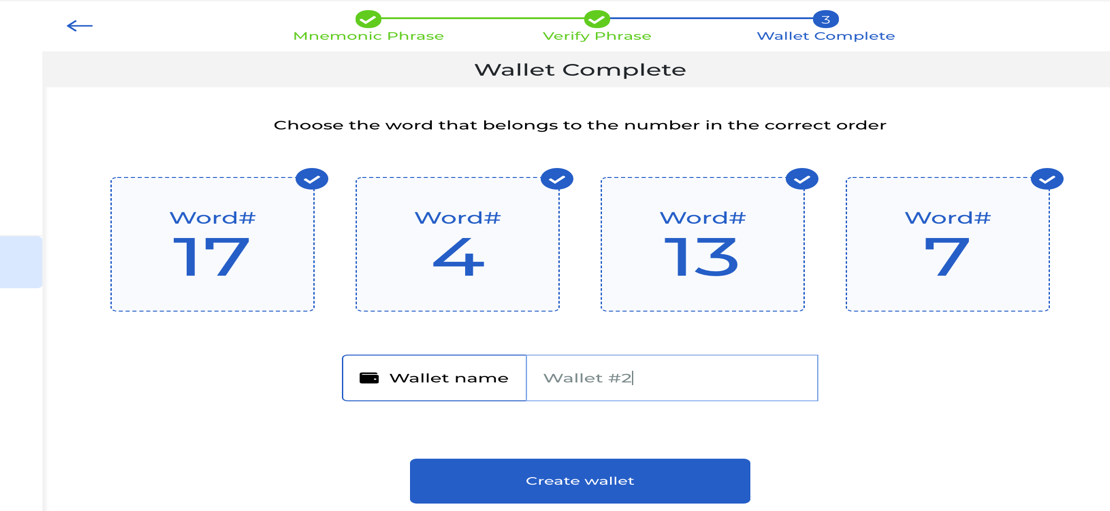 3
Mnemonic Phrase Verify Phrase Wallet Complete
Wallet Complete
Choose the word that belongs to the number in the correct order
Word# Word# Word# Word#
17 4 13 7
Wallet name Wallet #2
Create wallet